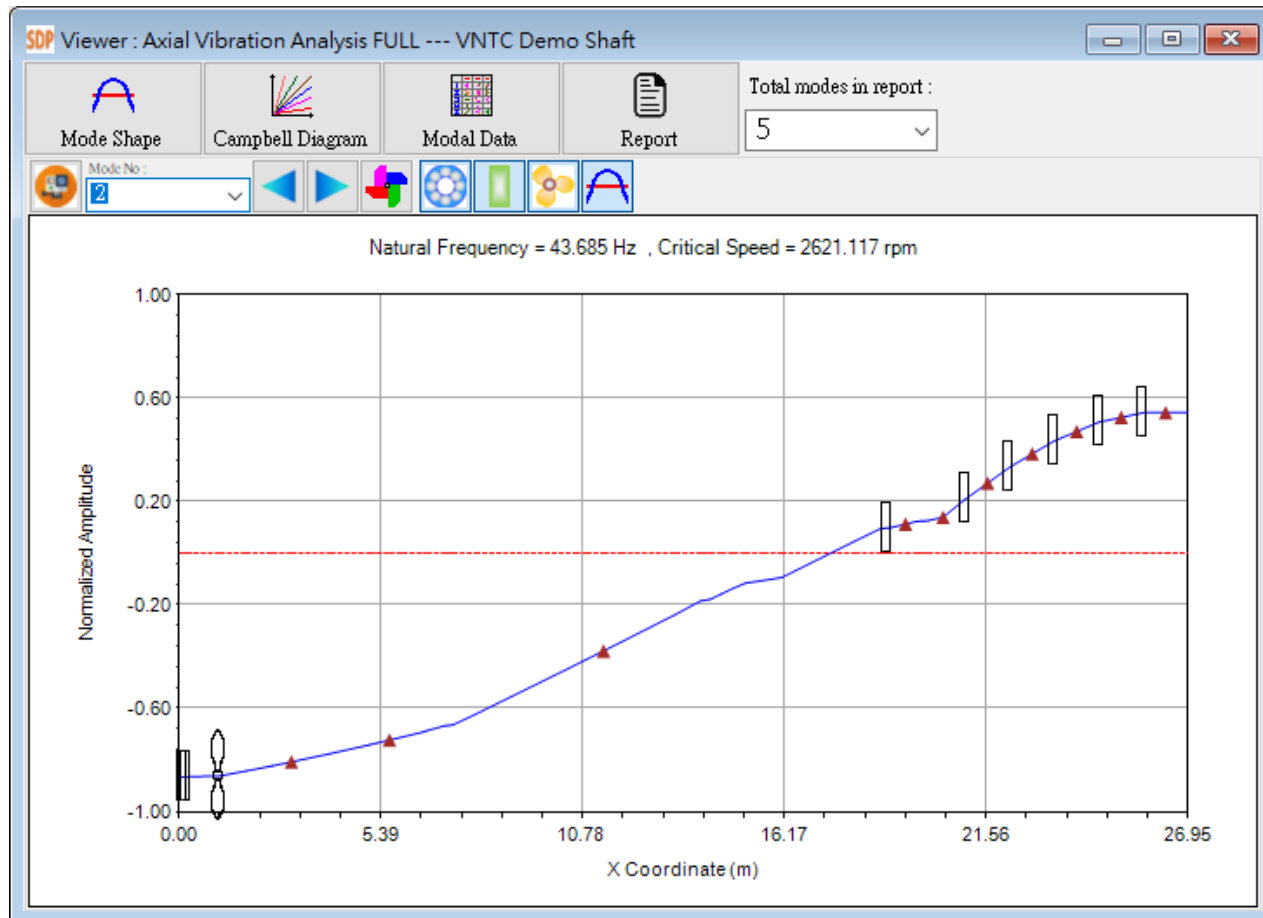 SDP Viewer : Axial Vibration Analysis FULL --- VNTC Demo Shaft
Mode Shape
Campbell Diagram
Modal Data
Report
Total modes in report :
5
Mode No :
2
Natural Frequency = 43.685 Hz , Critical Speed = 2621.117 rpm
Normalized Amplitude
1.00
0.60
0.20
-0.20
-0.60
-1.00
0.00 5.39 10.78 16.17 21.56 26.95
X Coordinate (m)